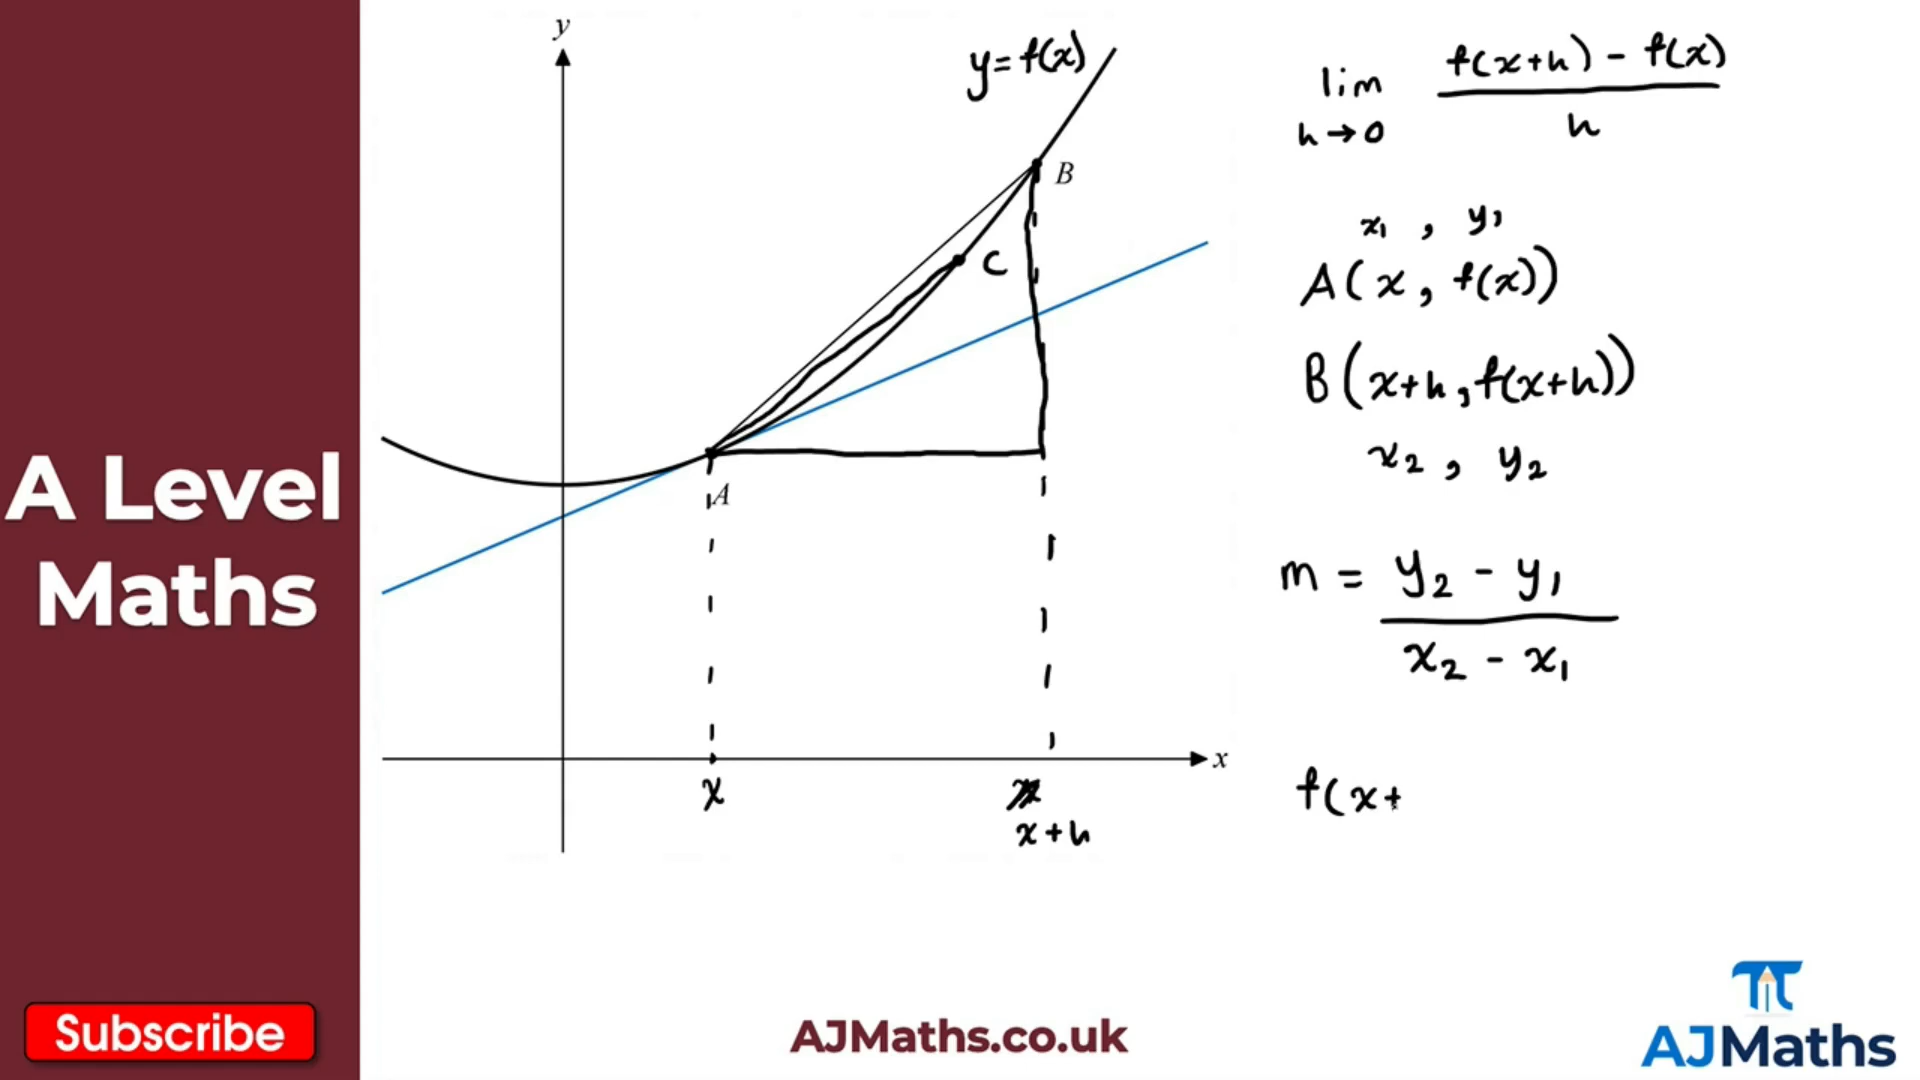 A Level
Maths
Subscribe
y
y = f(x)
B
C
A
x
x
x+h
lim
h→0
f(x+h) - f(x)
h
x₁ , y₁
A(x, f(x))
B(x+h, f(x+h))
x₂ , y₂
m = y₂ - y₁
x₂ - x₁
f(x+
AJMaths.co.uk
AJMaths